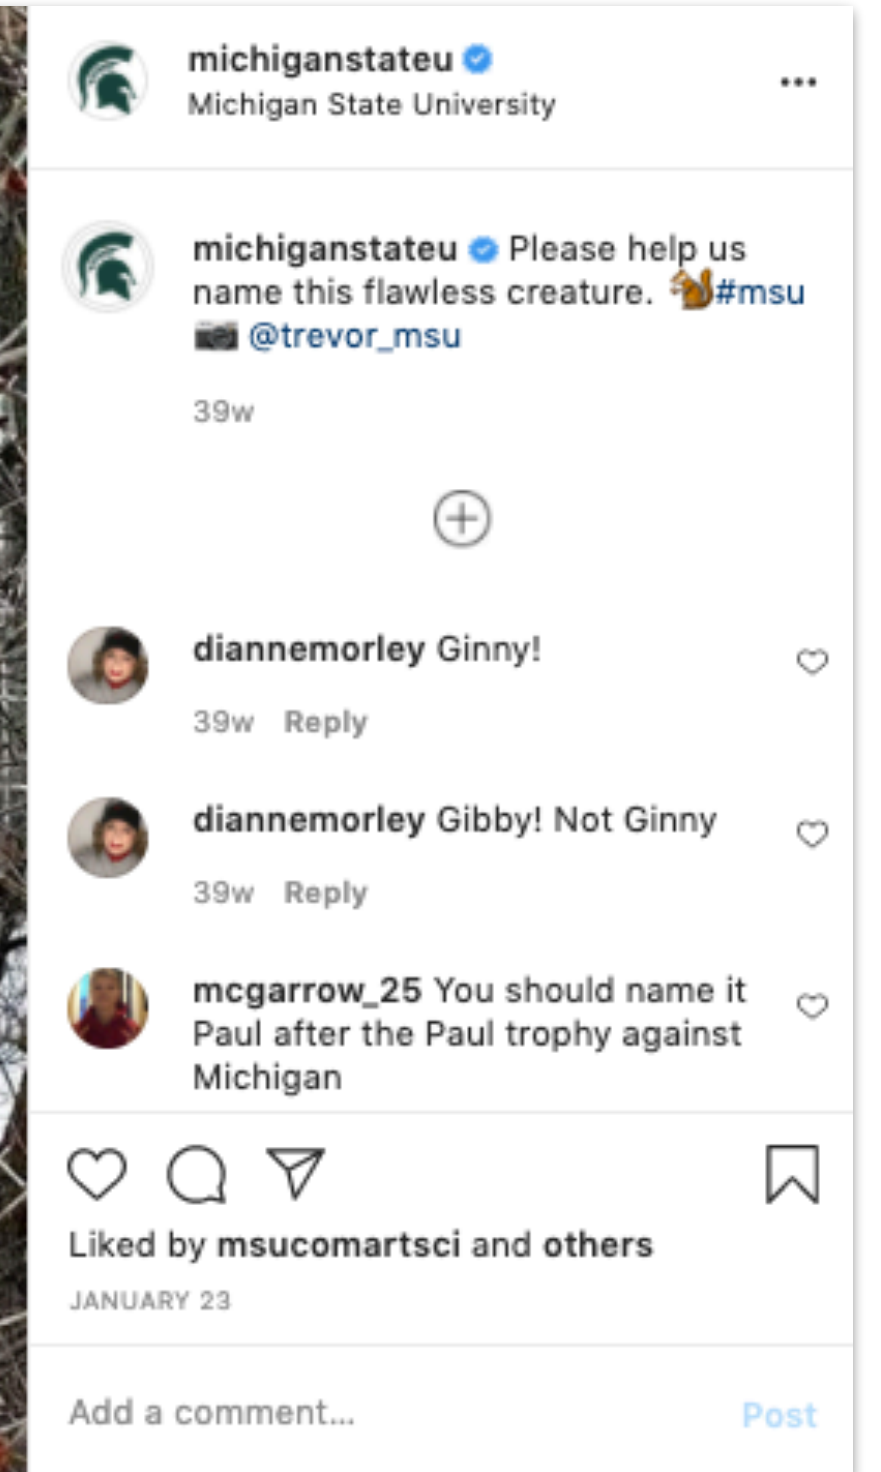 michiganstateu
Michigan State University
michiganstateu Please help us
name this flawless creature. 🐿️#msu
📷 @trevor_msu
39w
diannemorley Ginny!
39w Reply
diannemorley Gibby! Not Ginny
39w Reply
mcgarrow_25 You should name it
Paul after the Paul trophy against
Michigan
Liked by msucomartsci and others
JANUARY 23
Add a comment...
Post